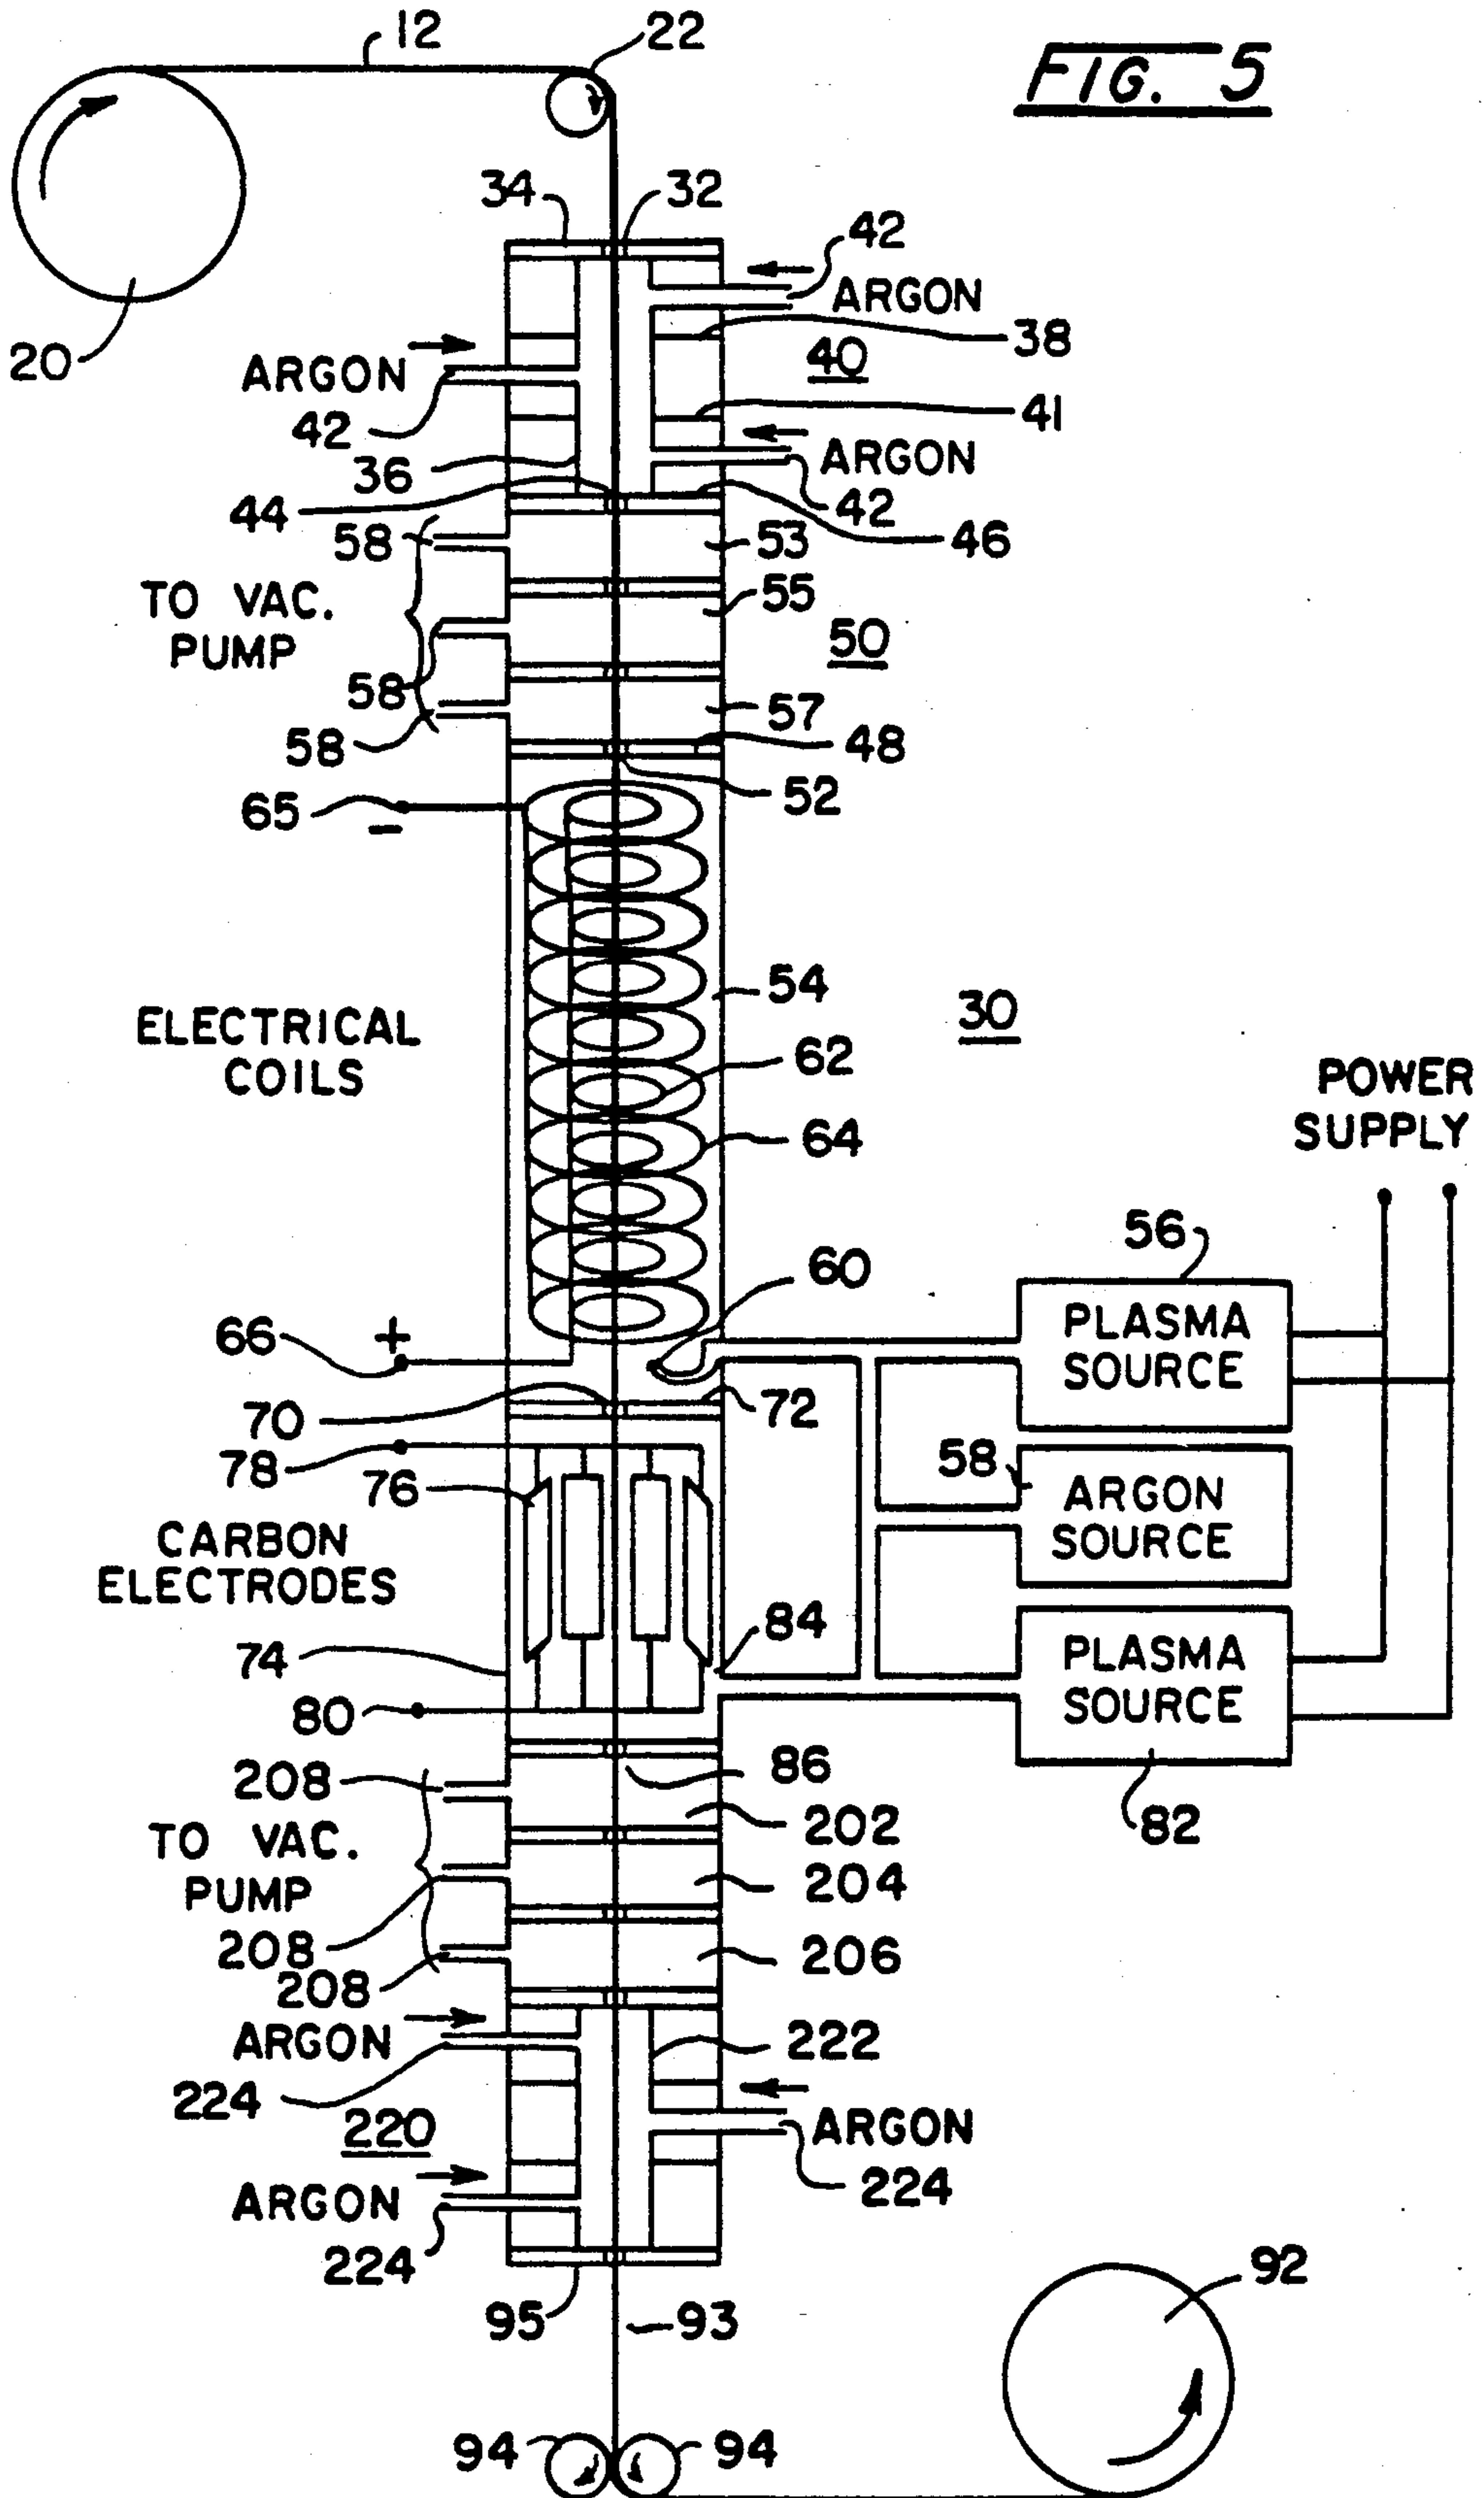 12
22
FIG. 5
34
32
42
ARGON
38
20
ARGON
40
42
41
ARGON
36
42
44
46
58
53
TO VAC.
PUMP
55
50
58
57
58
48
52
65
-
54
30
ELECTRICAL
COILS
62
POWER
SUPPLY
64
56
60
66
+
PLASMA
SOURCE
70
72
78
76
58
ARGON
SOURCE
CARBON
ELECTRODES
84
74
PLASMA
SOURCE
80
86
208
202
82
TO VAC.
PUMP
204
208
206
208
ARGON
222
224
220
ARGON
224
ARGON
224
95
93
92
94
94